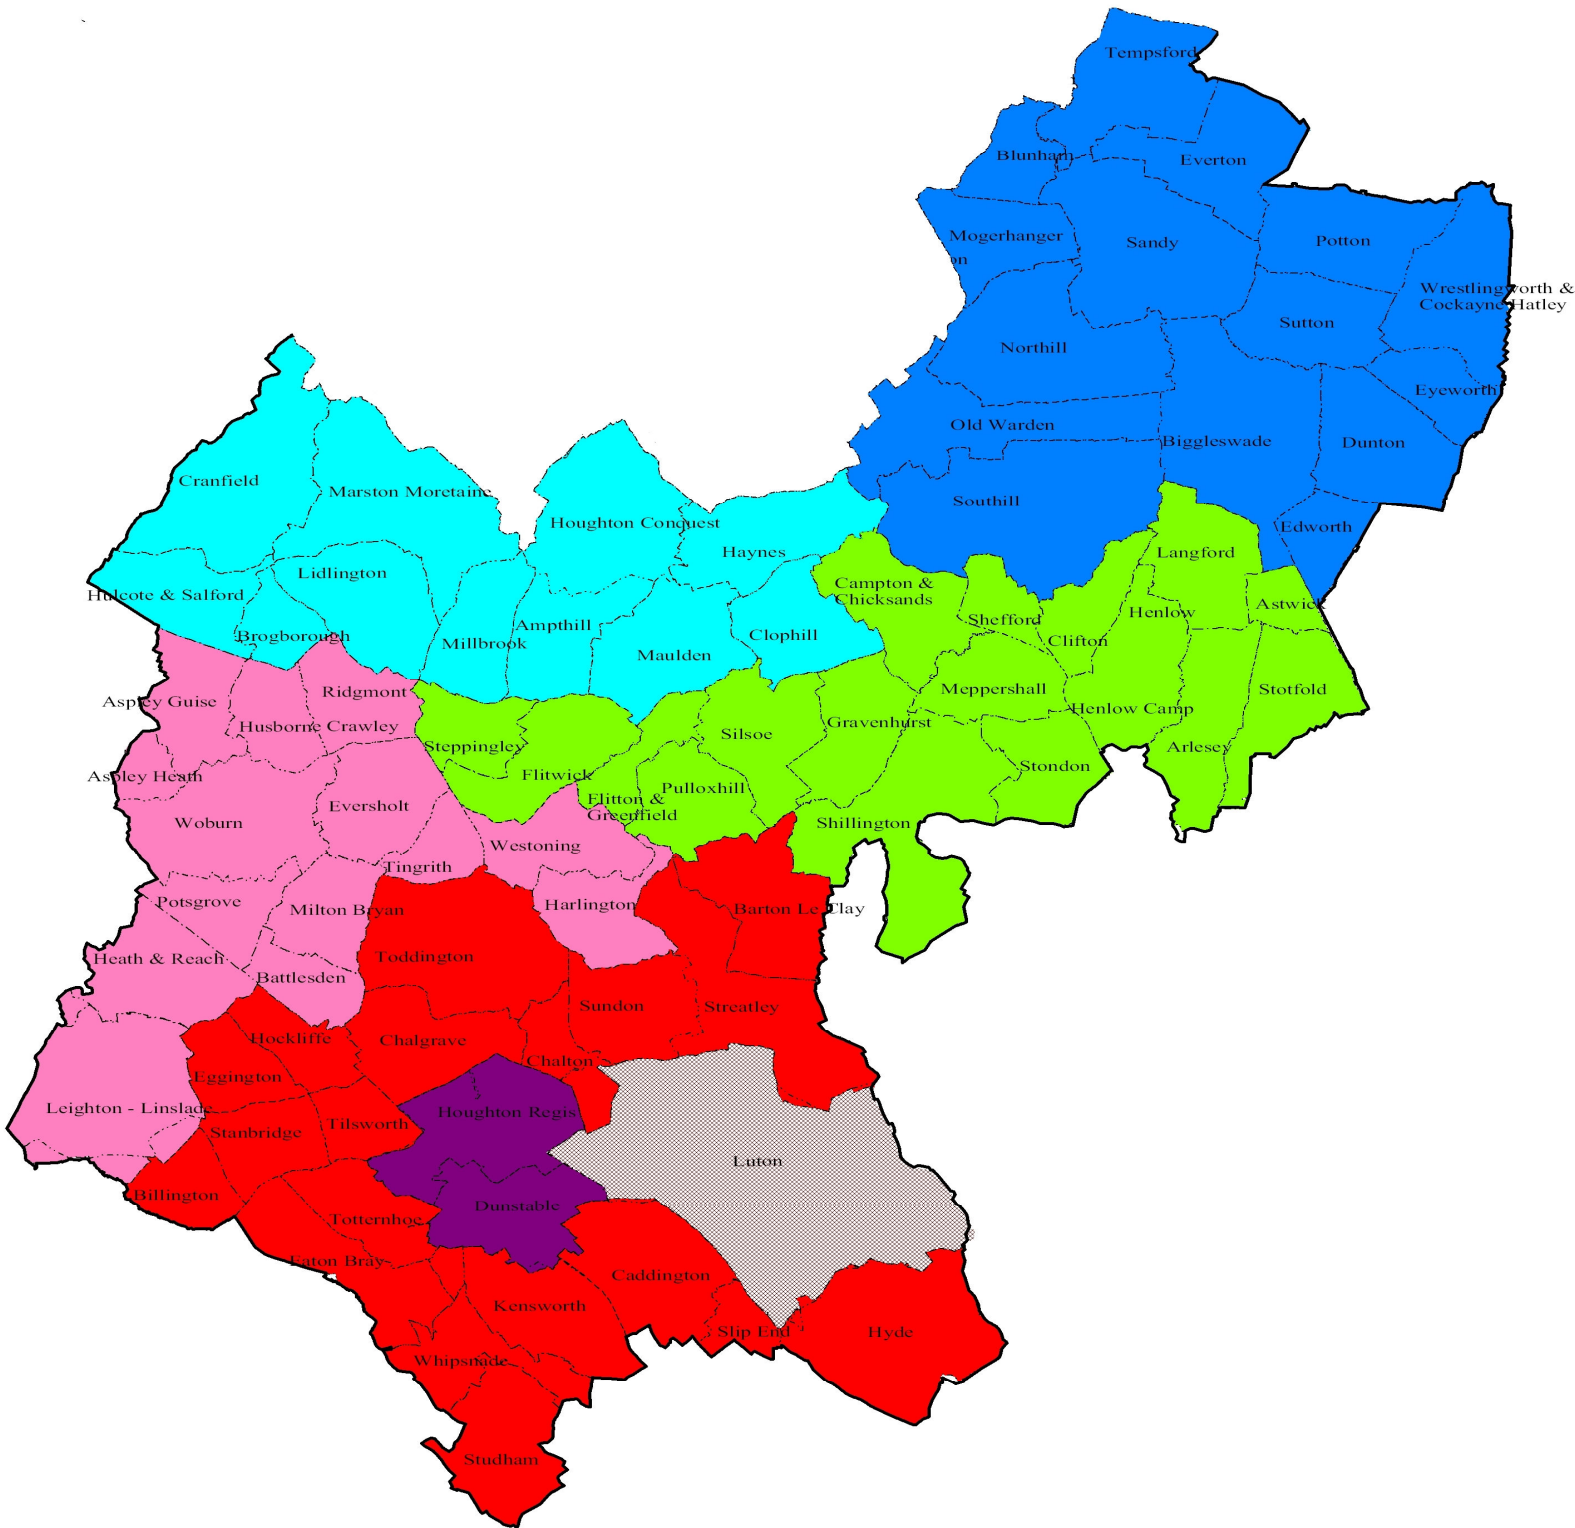 Tempsford
Blunham
Everton
Mogerhanger
on
Sandy
Potton
Wrestlingworth &
Cockayne Hatley
Sutton
Northill
Eyeworth
Old Warden
Biggleswade
Dunton
Southill
Edworth
Cranfield
Marston Moretaine
Houghton Conquest
Haynes
Langford
Lidlington
Campton &
Chicksands
Hulcote & Salford
Astwick
Henlow
Shefford
Brogborough
Millbrook
Ampthill
Clophill
Clifton
Maulden
Ridgmont
Meppershall
Stotfold
Aspley Guise
Husborne Crawley
Henlow Camp
Gravenhurst
Silsoe
Steppingley
Arlesey
Aspley Heath
Flitwick
Stondon
Pulloxhill
Flitton &
Greenfield
Eversholt
Woburn
Shillington
Westoning
Tingrith
Potsgrove
Milton Bryan
Harlington
Barton Le Clay
Heath & Reach
Toddington
Battlesden
Sundon
Streatley
Hockliffe
Chalgrave
Chalton
Eggington
Leighton - Linslade
Houghton Regis
Tilsworth
Stanbridge
Luton
Billington
Dunstable
Totternhoe
Eaton Bray
Caddington
Kensworth
Slip End
Hyde
Whipsnade
Studham